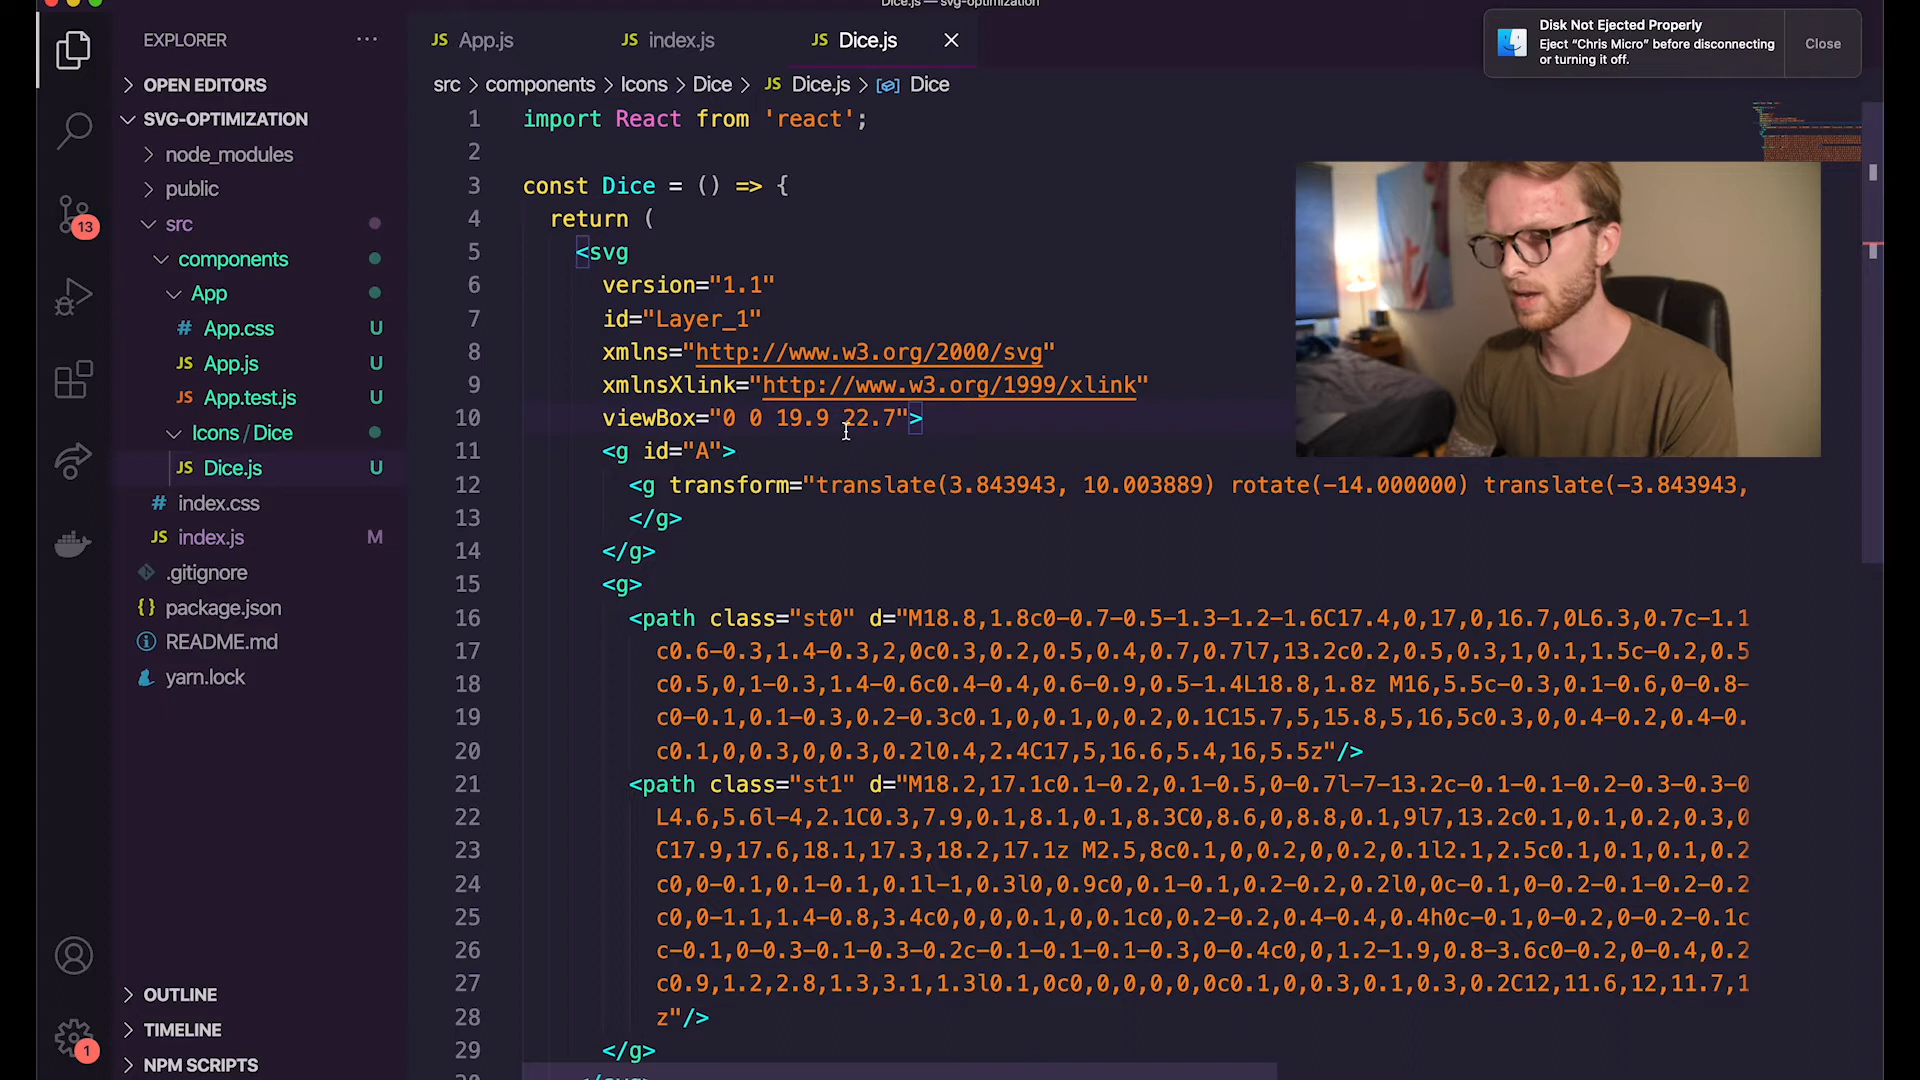 Dice.js — svg-optimization
Disk Not Ejected Properly
Eject “Chris Micro” before disconnecting
or turning it off.
Close
EXPLORER
JS App.js
JS index.js
JS Dice.js
OPEN EDITORS
src > components > Icons > Dice > JS Dice.js > Dice
SVG-OPTIMIZATION
node_modules
public
src
components
App
# App.css U
JS App.js U
JS App.test.js U
Icons / Dice
JS Dice.js U
# index.css
JS index.js M
.gitignore
{} package.json
README.md
yarn.lock
OUTLINE
TIMELINE
NPM SCRIPTS
13
1
1 import React from 'react';
2
3 const Dice = () => {
4 return (
5 <svg
6 version="1.1"
7 id="Layer_1"
8 xmlns="http://www.w3.org/2000/svg"
9 xmlnsXlink="http://www.w3.org/1999/xlink"
10 viewBox="0 0 19.9 22.7">
11 <g id="A">
12 <g transform="translate(3.843943, 10.003889) rotate(-14.000000) translate(-3.843943,
13 </g>
14 </g>
15 <g>
16 <path class="st0" d="M18.8,1.8c0-0.7-0.5-1.3-1.2-1.6C17.4,0,17,0,16.7,0L6.3,0.7c-1.1
17 c0.6-0.3,1.4-0.3,2,0c0.3,0.2,0.5,0.4,0.7,0.7l7,13.2c0.2,0.5,0.3,1,0.1,1.5c-0.2,0.5
18 c0.5,0,1-0.3,1.4-0.6c0.4-0.4,0.6-0.9,0.5-1.4L18.8,1.8z M16,5.5c-0.3,0.1-0.6,0-0.8-
19 c0-0.1,0.1-0.3,0.2-0.3c0.1,0,0.1,0,0.2,0.1C15.7,5,15.8,5,16,5c0.3,0,0.4-0.2,0.4-0.
20 c0.1,0,0.3,0,0.3,0.2l0.4,2.4C17,5,16.6,5.4,16,5.5z"/>
21 <path class="st1" d="M18.2,17.1c0.1-0.2,0.1-0.5,0-0.7l-7-13.2c-0.1-0.1-0.2-0.3-0.3-0
22 L4.6,5.6l-4,2.1C0.3,7.9,0.1,8.1,0.1,8.3C0,8.6,0,8.8,0.1,9l7,13.2c0.1,0.1,0.2,0.3,0
23 C17.9,17.6,18.1,17.3,18.2,17.1z M2.5,8c0.1,0,0.2,0,0.2,0.1l2.1,2.5c0.1,0.1,0.1,0.2
24 c0,0-0.1,0.1-0.1,0.1l-1,0.3l0,0.9c0,0.1-0.1,0.2-0.2,0.2l0,0c-0.1,0-0.2-0.1-0.2-0.2
25 c0,0-1.1,1.4-0.8,3.4c0,0,0,0.1,0,0.1c0,0.2-0.2,0.4-0.4,0.4h0c-0.1,0-0.2,0-0.2-0.1c
26 c-0.1,0-0.3-0.1-0.3-0.2c-0.1-0.1-0.1-0.3,0-0.4c0,0,1.2-1.9,0.8-3.6c0-0.2,0-0.4,0.2
27 c0.9,1.2,2.8,1.3,3.1,1.3l0.1,0c0,0,0,0,0,0c0.1,0,0.3,0.1,0.3,0.2C12,11.6,12,11.7,1
28 z"/>
29 </g>